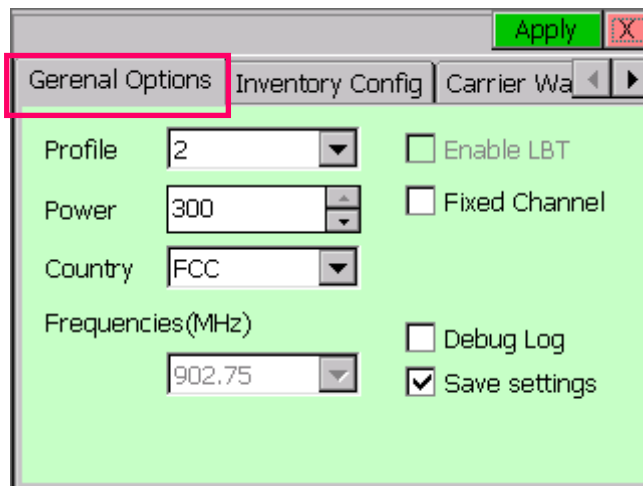 Apply X
Gerenal Options Inventory Config Carrier Wa
Profile 2 Enable LBT
Power 300 Fixed Channel
Country FCC
Frequencies(MHz)
Debug Log
902.75
Save settings